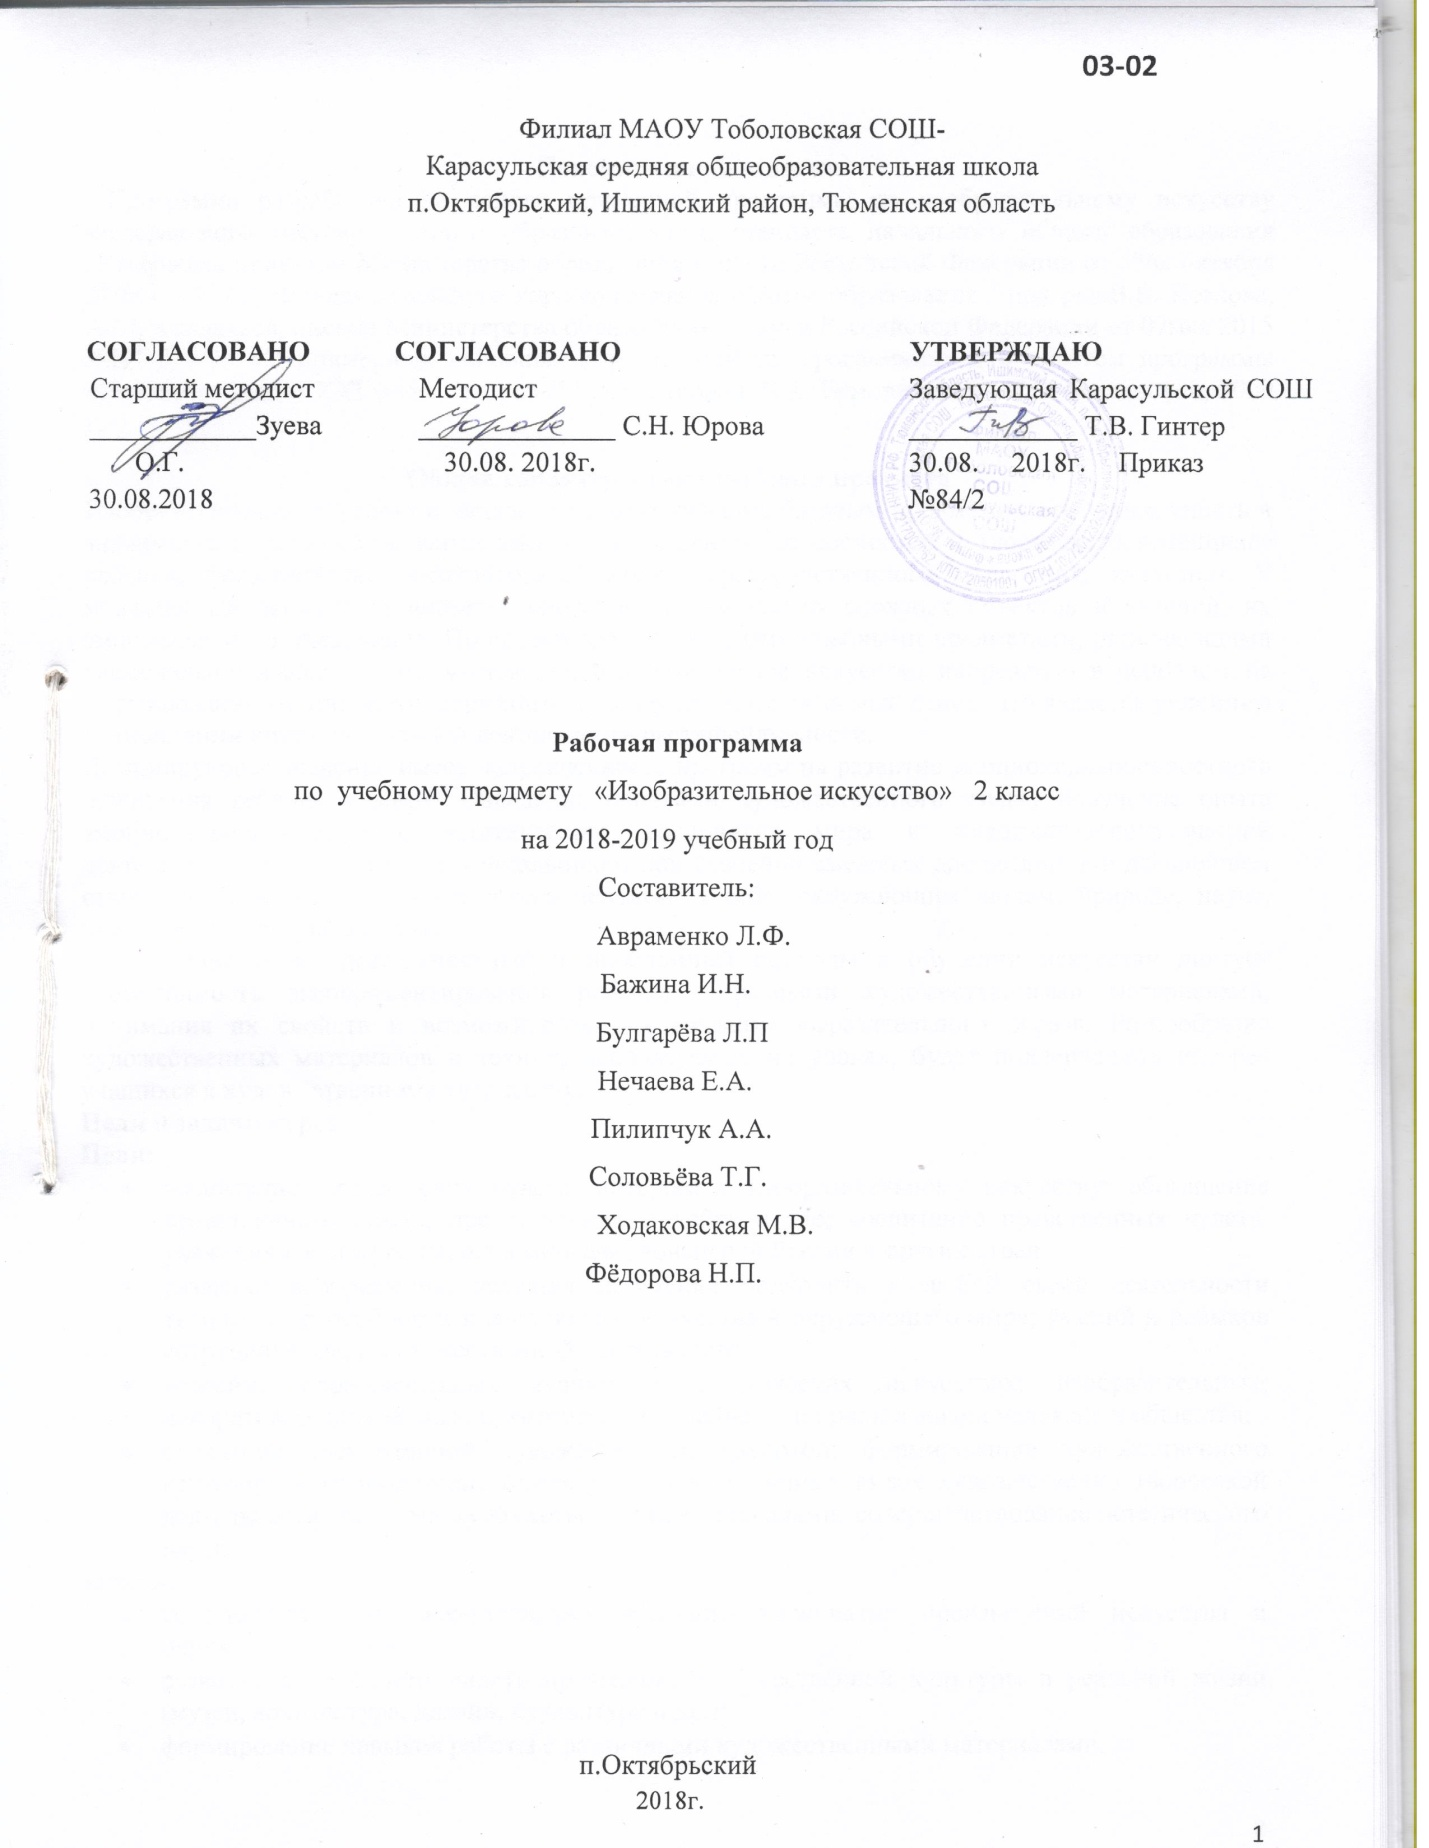 03-02
Филиал МАОУ Тоболовская СОШ-
Карасульская средняя общеобразовательная школа
п.Октябрьский, Ишимский район, Тюменская область
СОГЛАСОВАНО
Старший методист
____________Зуева
О.Г.
30.08.2018
СОГЛАСОВАНО
Методист
______________ С.Н. Юрова
30.08. 2018г.
УТВЕРЖДАЮ
Заведующая Карасульской СОШ
____________ Т.В. Гинтер
30.08. 2018г. Приказ
№84/2
Рабочая программа
по учебному предмету «Изобразительное искусство» 2 класс
на 2018-2019 учебный год
Составитель:
Авраменко Л.Ф.
Бажина И.Н.
Булгарёва Л.П
Нечаева Е.А.
Пилипчук А.А.
Соловьёва Т.Г.
Ходаковская М.В.
Фёдорова Н.П.
п.Октябрьский
2018г.
1